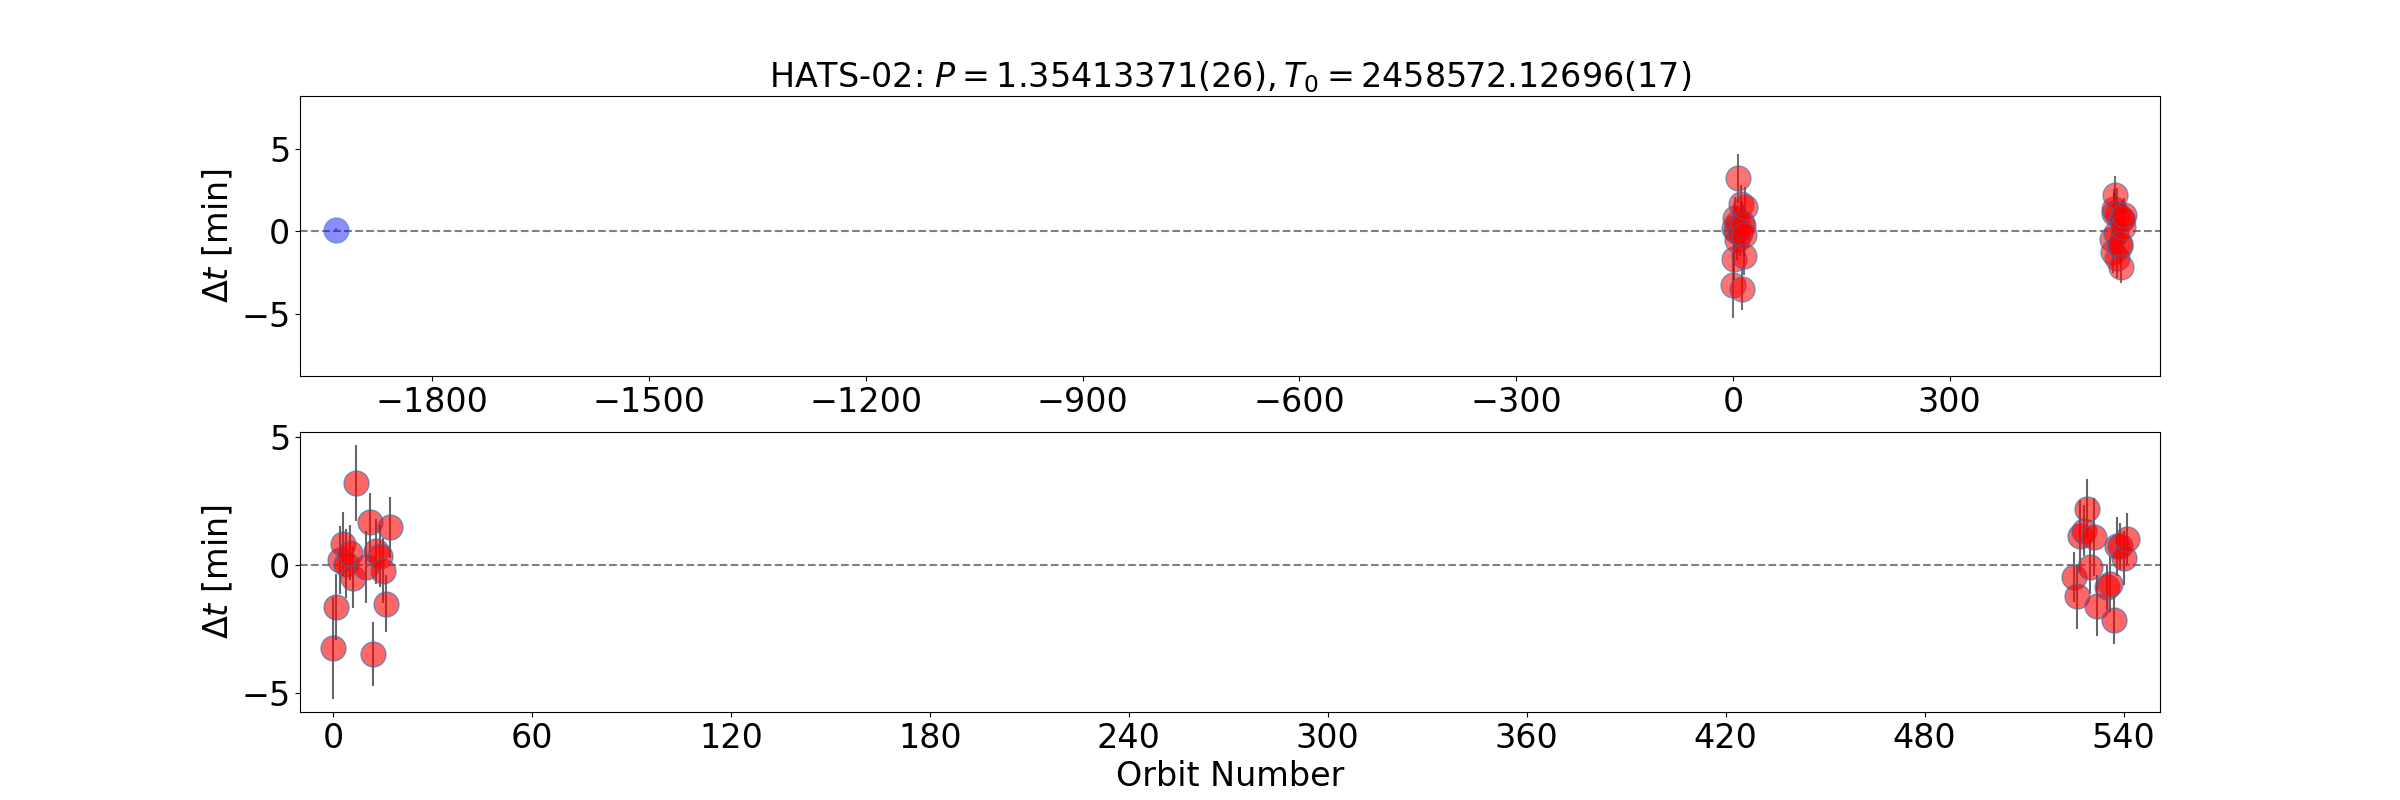 HATS-02: P = 1.35413371(26), T₀ = 2458572.12696(17)
5
0
−5
Δt [min]
−1800 −1500 −1200 −900 −600 −300 0 300
5
0
−5
Δt [min]
0 60 120 180 240 300 360 420 480 540
Orbit Number